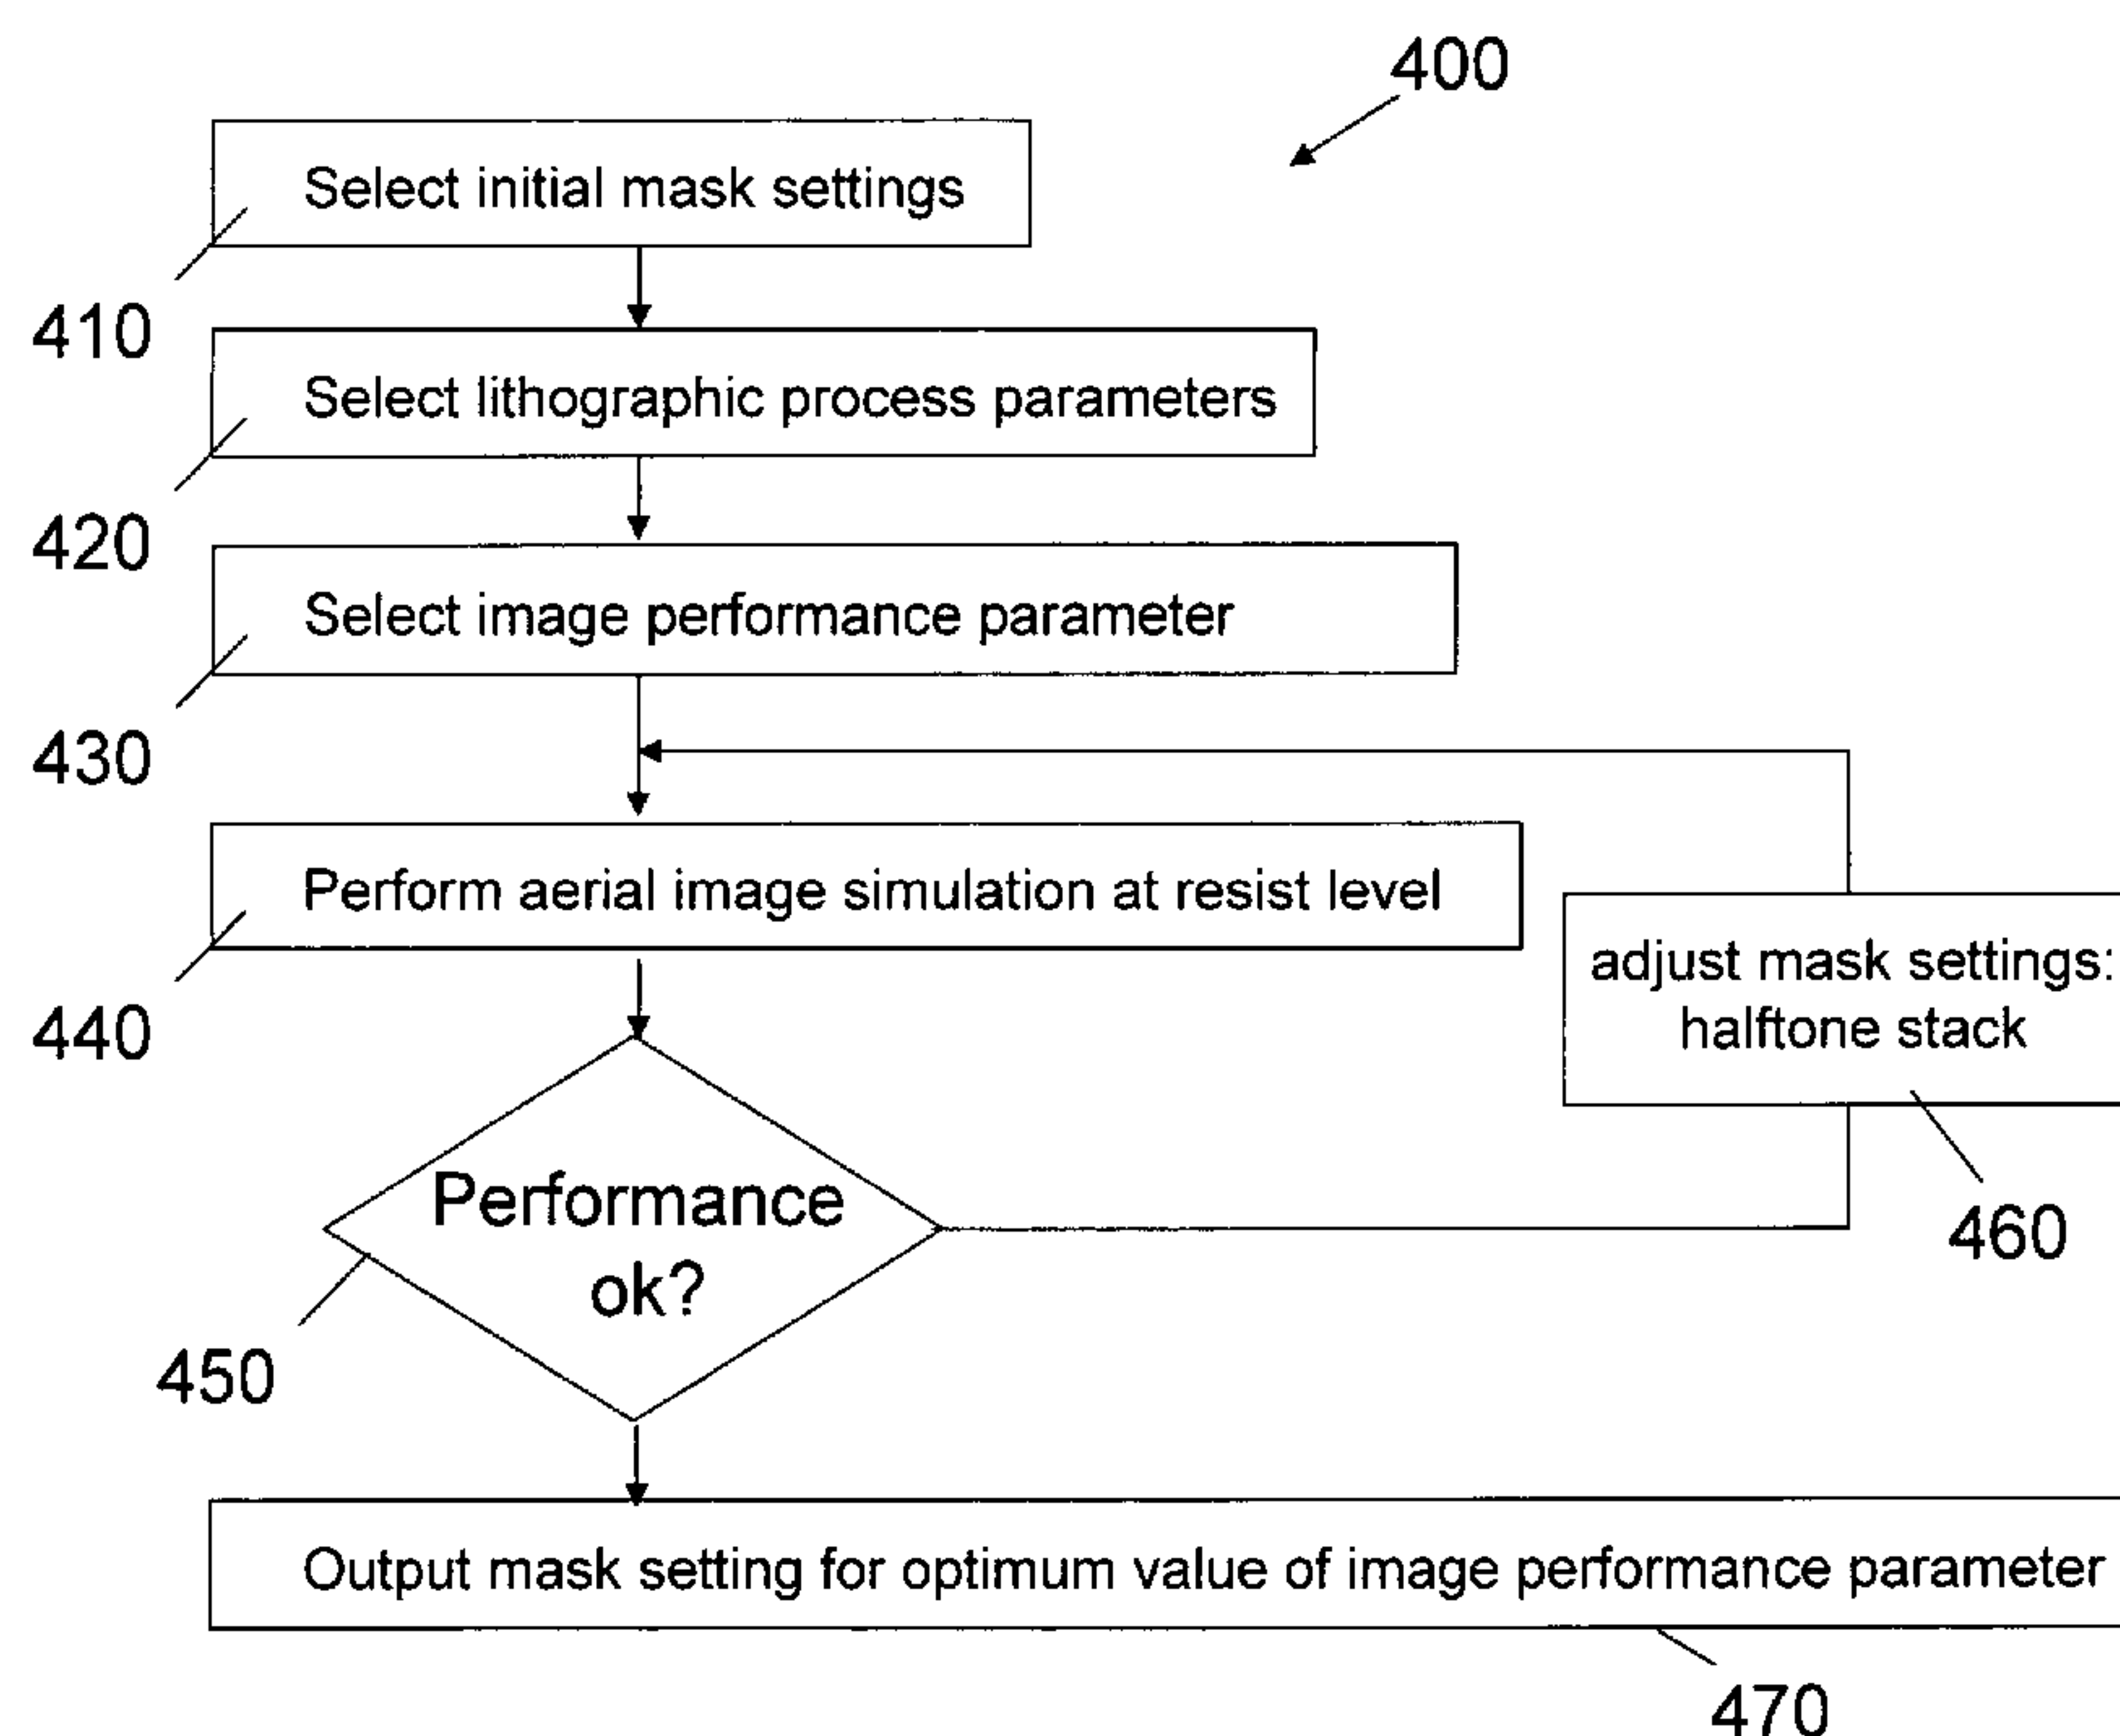 400
Select initial mask settings
410
Select lithographic process parameters
420
Select image performance parameter
430
Perform aerial image simulation at resist level
440
adjust mask settings:
halftone stack
460
Performance
ok?
450
Output mask setting for optimum value of image performance parameter
470